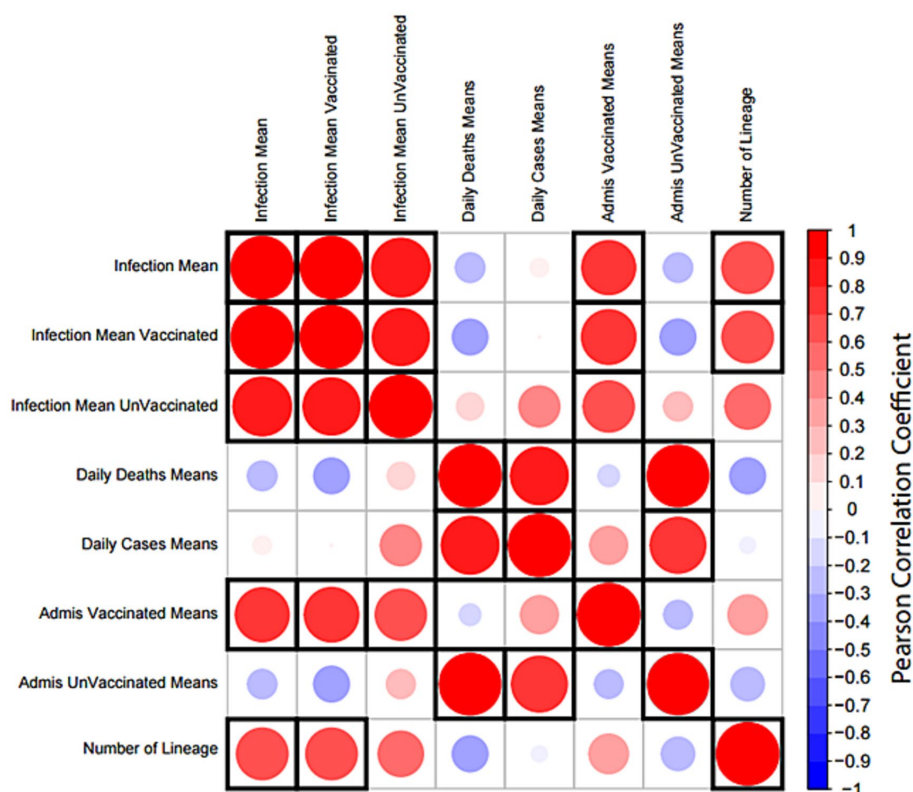 Infection Mean
Infection Mean Vaccinated
Infection Mean UnVaccinated
Daily Deaths Means
Daily Cases Means
Admis Vaccinated Means
Admis UnVaccinated Means
Number of Lineage
Infection Mean
Infection Mean Vaccinated
Infection Mean UnVaccinated
Daily Deaths Means
Daily Cases Means
Admis Vaccinated Means
Admis UnVaccinated Means
Number of Lineage
1
0.9
0.8
0.7
0.6
0.5
0.4
0.3
0.2
0.1
0
−0.1
−0.2
−0.3
−0.4
−0.5
−0.6
−0.7
−0.8
−0.9
−1
Pearson Correlation Coefficient